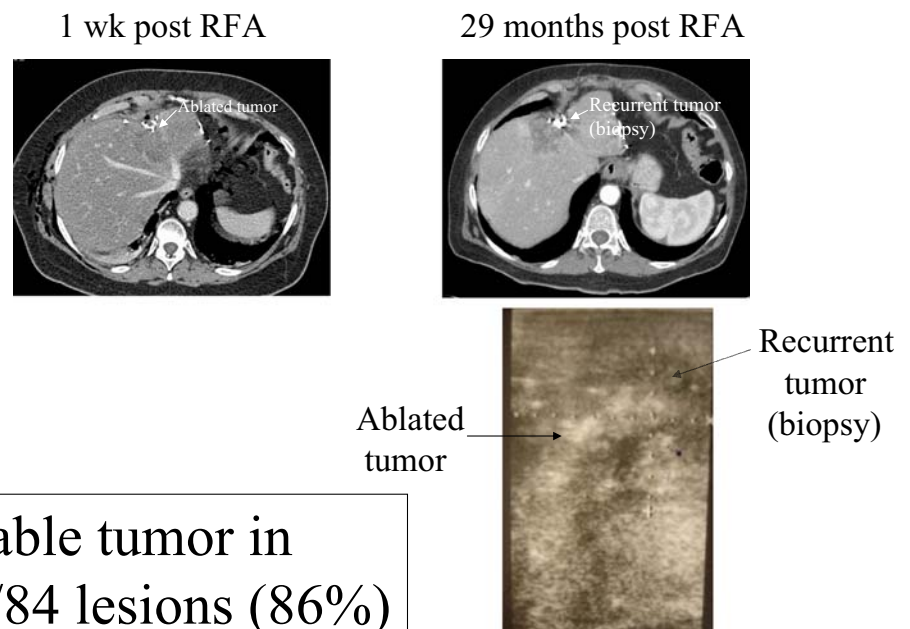 1 wk post RFA
29 months post RFA
Ablated tumor
Recurrent tumor
(biopsy)
Recurrent
tumor
(biopsy)
Ablated
tumor
able tumor in
/84 lesions (86%)